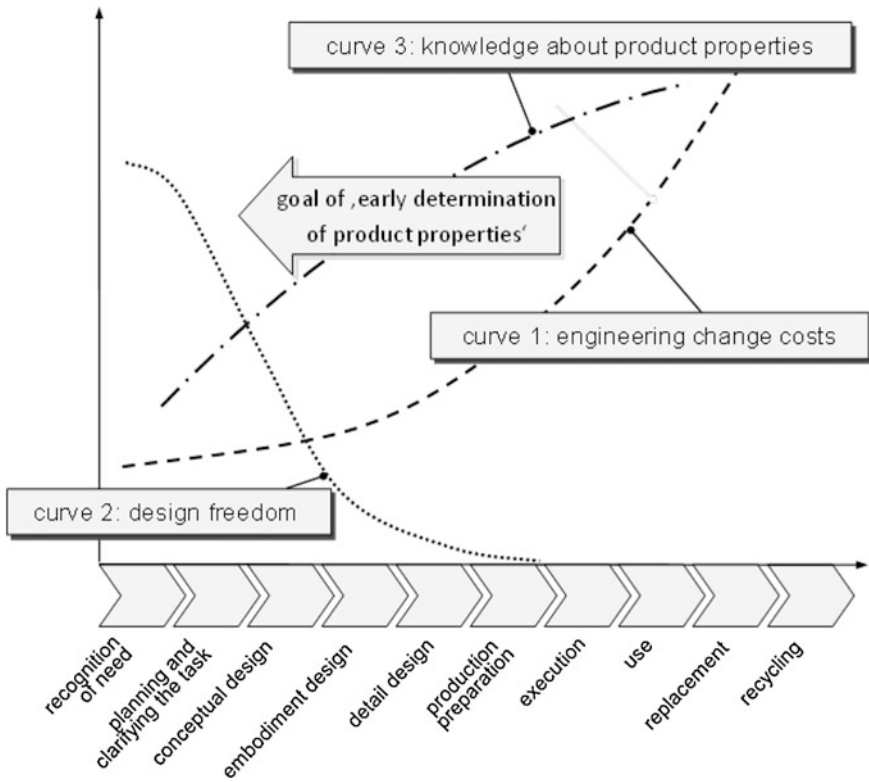 curve 3: knowledge about product properties
goal of ‚early determination
of product properties‘
curve 1: engineering change costs
curve 2: design freedom
recognition
of need
planning and
clarifying the task
conceptual design
embodiment design
detail design
production
preparation
execution
use
replacement
recycling